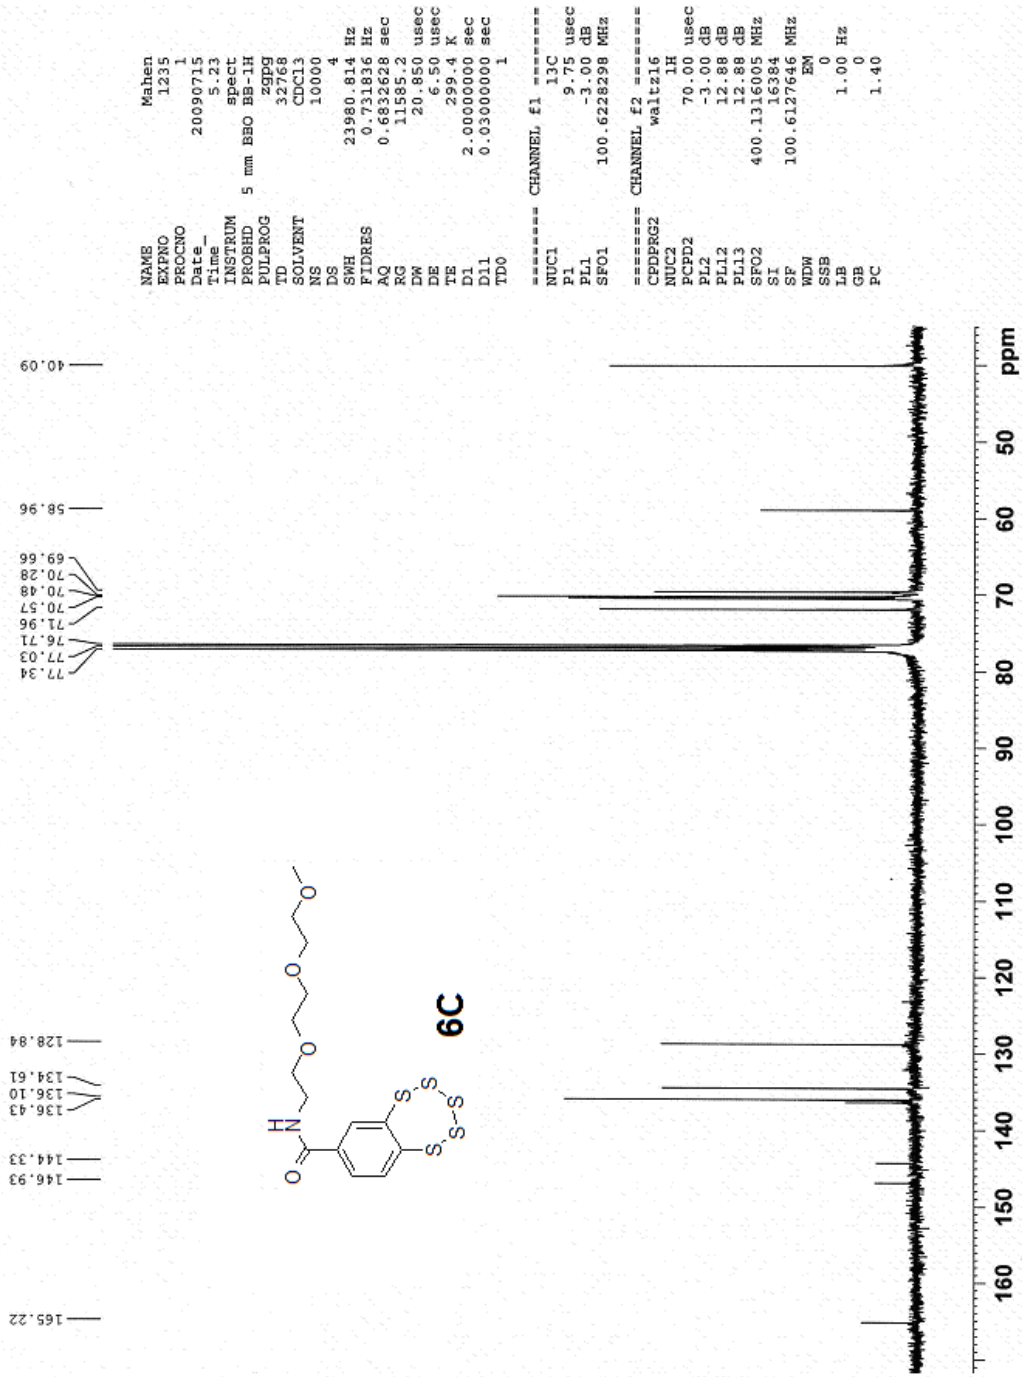 165.22
146.93
144.33
136.43
136.10
134.61
128.84
77.34
77.03
76.71
71.96
70.57
70.48
70.28
69.66
58.96
40.09
O
HN
O
O
O
S
S
S
S
S
6C
160 150 140 130 120 110 100 90 80 70 60 50 ppm
NAME Mahen
EXPNO 1235
PROCNO 1
Date_ 20090715
Time 5.23
INSTRUM spect
PROBHD 5 mm BBO BB-1H
PULPROG zgpg
TD 32768
SOLVENT CDCl3
NS 10000
DS 4
SWH 23980.814 Hz
FIDRES 0.731836 Hz
AQ 0.6832628 sec
RG 11585.2
DW 20.850 usec
DE 6.50 usec
TE 299.4 K
D1 2.00000000 sec
D11 0.03000000 sec
TD0 1
======== CHANNEL f1 ========
NUC1 13C
P1 9.75 usec
PL1 -3.00 dB
SFO1 100.6228298 MHz
======== CHANNEL f2 ========
CPDPRG2 waltz16
NUC2 1H
PCPD2 70.00 usec
PL2 -3.00 dB
PL12 12.88 dB
PL13 12.88 dB
SFO2 400.1316005 MHz
SI 16384
SF 100.6127646 MHz
WDW EM
SSB 0
LB 1.00 Hz
GB 0
PC 1.40